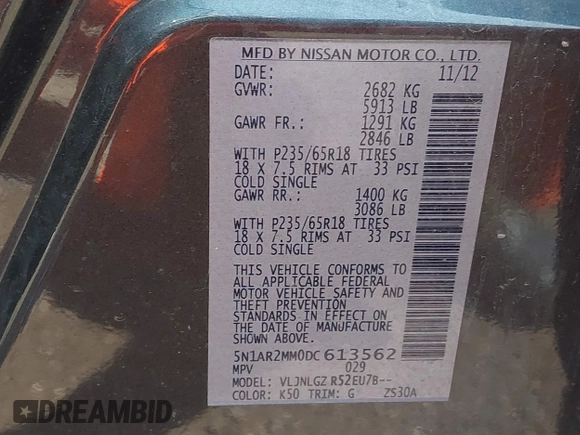 MFD BY NISSAN MOTOR CO., LTD.
DATE: 11/12
GVWR: 2682 KG
5913 LB
GAWR FR.: 1291 KG
2846 LB
WITH P235/65R18 TIRES
18 X 7.5 RIMS AT 33 PSI
COLD SINGLE
GAWR RR.: 1400 KG
3086 LB
WITH P235/65R18 TIRES
18 X 7.5 RIMS AT 33 PSI
COLD SINGLE
THIS VEHICLE CONFORMS TO
ALL APPLICABLE FEDERAL
MOTOR VEHICLE SAFETY AND
THEFT PREVENTION
STANDARDS IN EFFECT ON
THE DATE OF MANUFACTURE
SHOWN ABOVE.
5N1AR2MM0DC613562
MPV 029
MODEL: VLJNLGZ R52EU7B--
COLOR: K50 TRIM: G ZS30A
DREAMBID